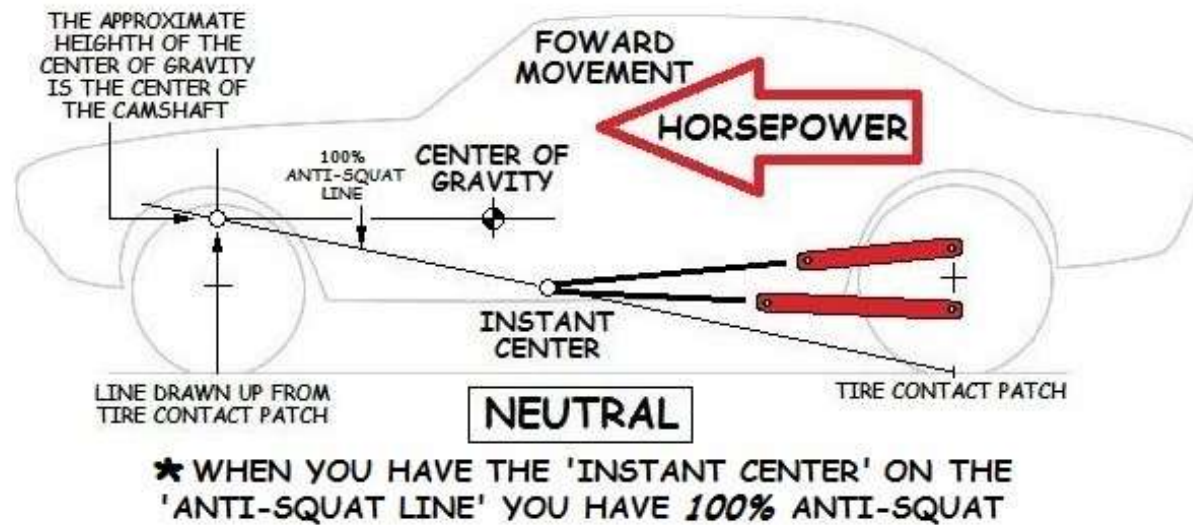 THE APPROXIMATE
HEIGHTH OF THE
CENTER OF GRAVITY
IS THE CENTER OF
THE CAMSHAFT
FOWARD
MOVEMENT
HORSEPOWER
100%
ANTI-SQUAT
LINE
CENTER OF
GRAVITY
INSTANT
CENTER
LINE DRAWN UP FROM
TIRE CONTACT PATCH
TIRE CONTACT PATCH
NEUTRAL
* WHEN YOU HAVE THE 'INSTANT CENTER' ON THE
'ANTI-SQUAT LINE' YOU HAVE 100% ANTI-SQUAT